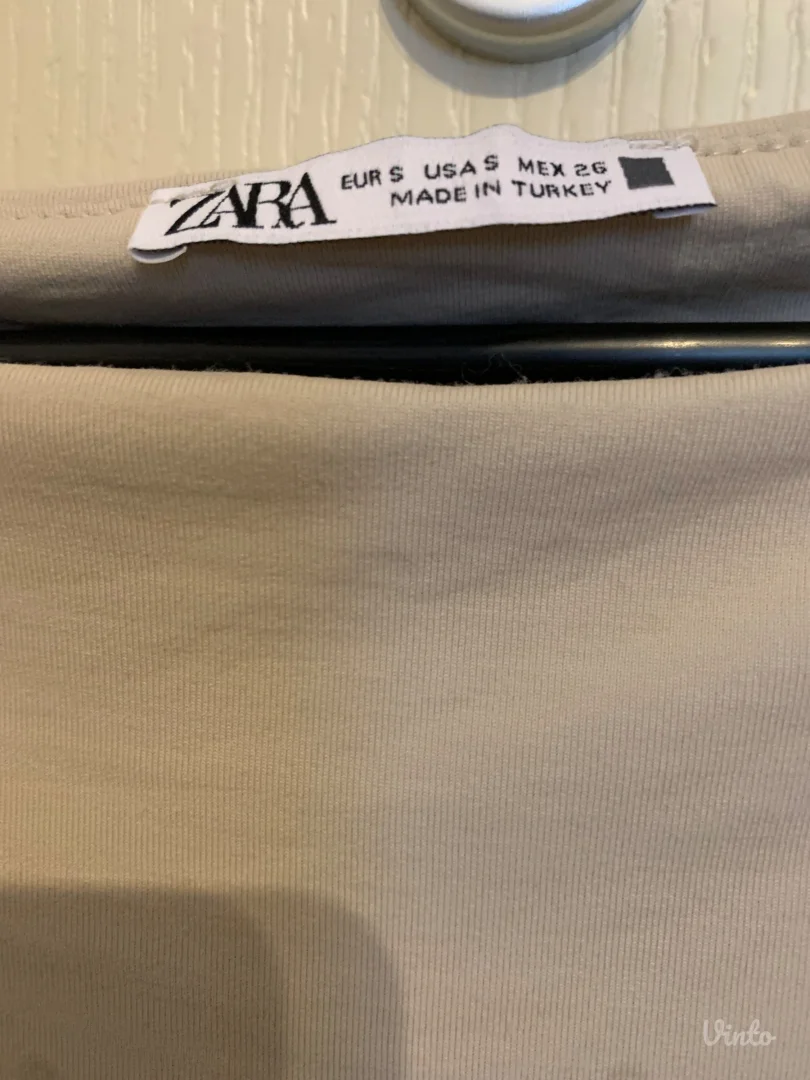 ZARA
EUR S USA S MEX 26
MADE IN TURKEY
Vinto